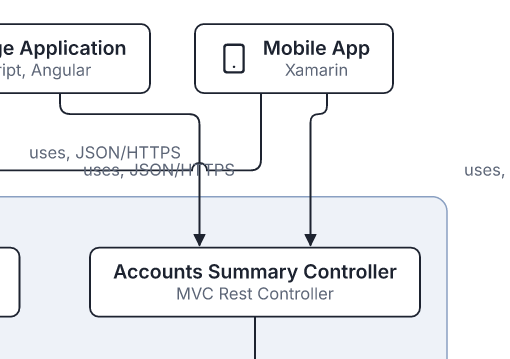 ge Application
ript, Angular
Mobile App
Xamarin
uses, JSON/HTTPS
uses, JSON/HTTPS
uses,
Accounts Summary Controller
MVC Rest Controller